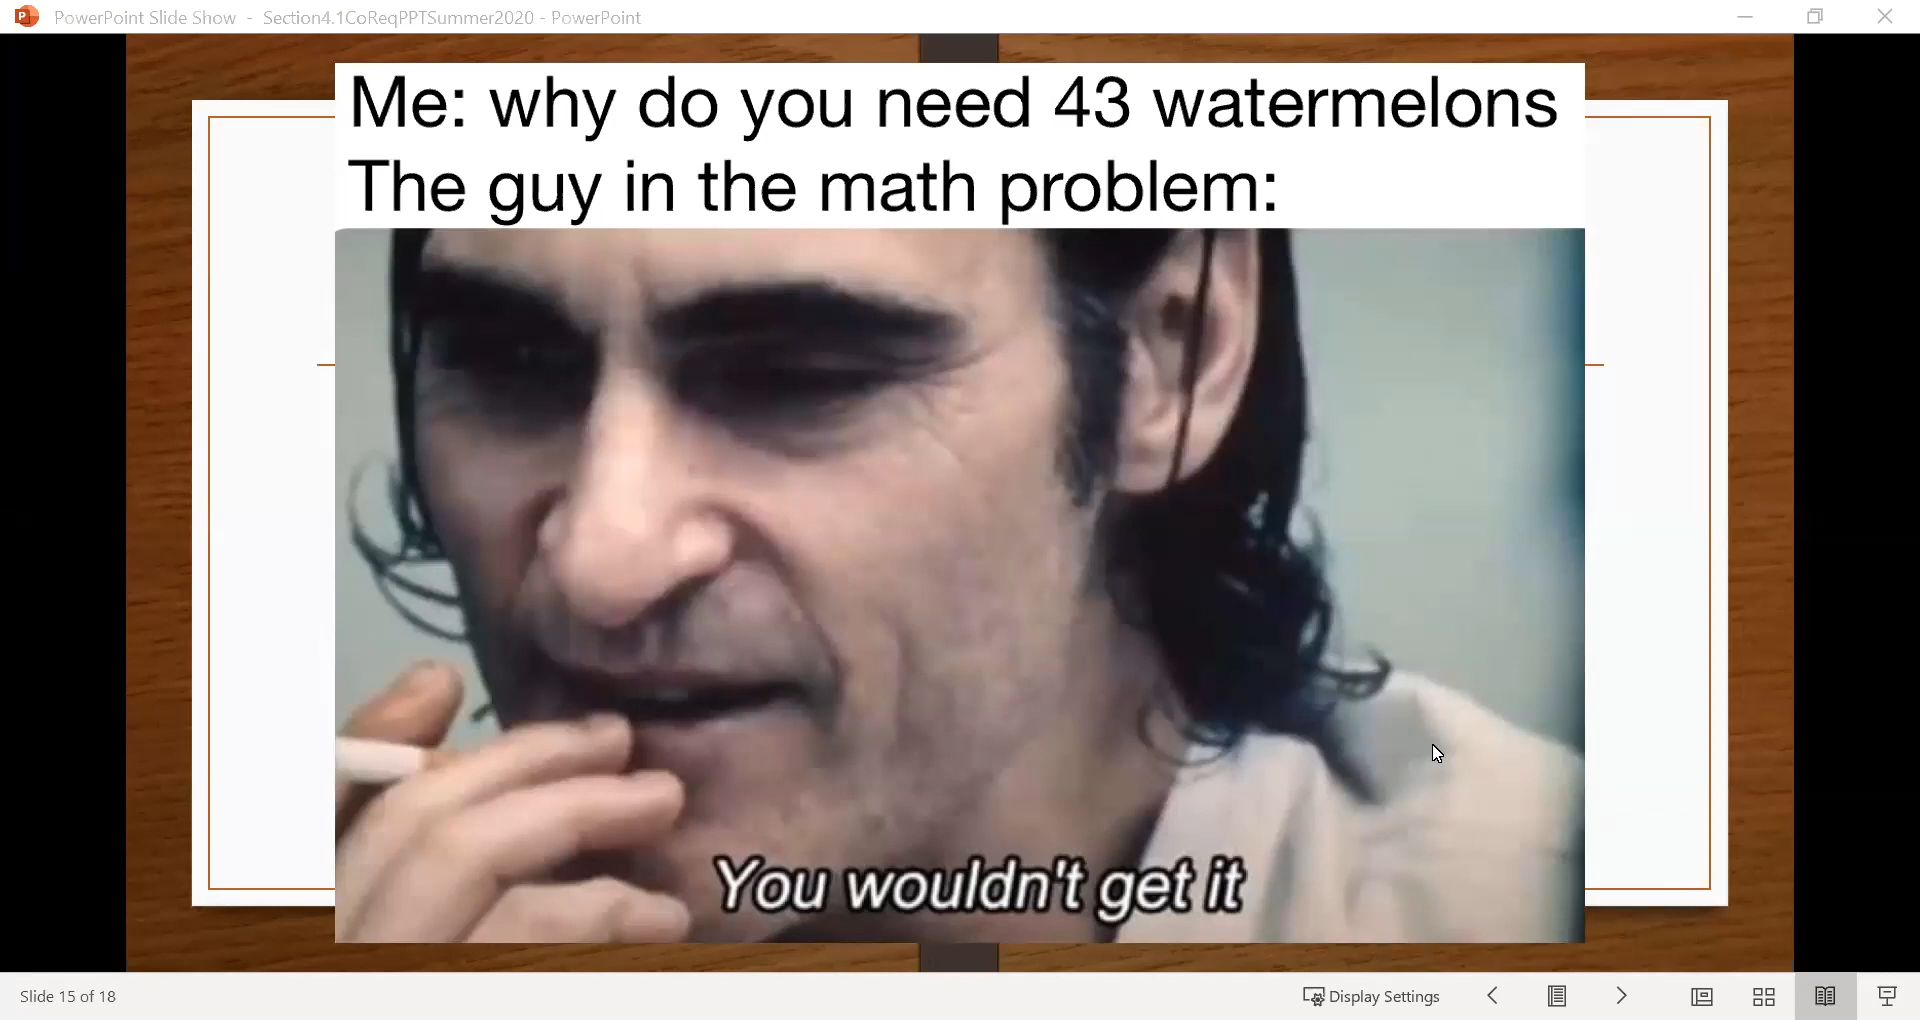 PowerPoint Slide Show - Section4.1CoReqPPTSummer2020 - PowerPoint
Me: why do you need 43 watermelons
The guy in the math problem:
You wouldn't get it
Slide 15 of 18
Display Settings